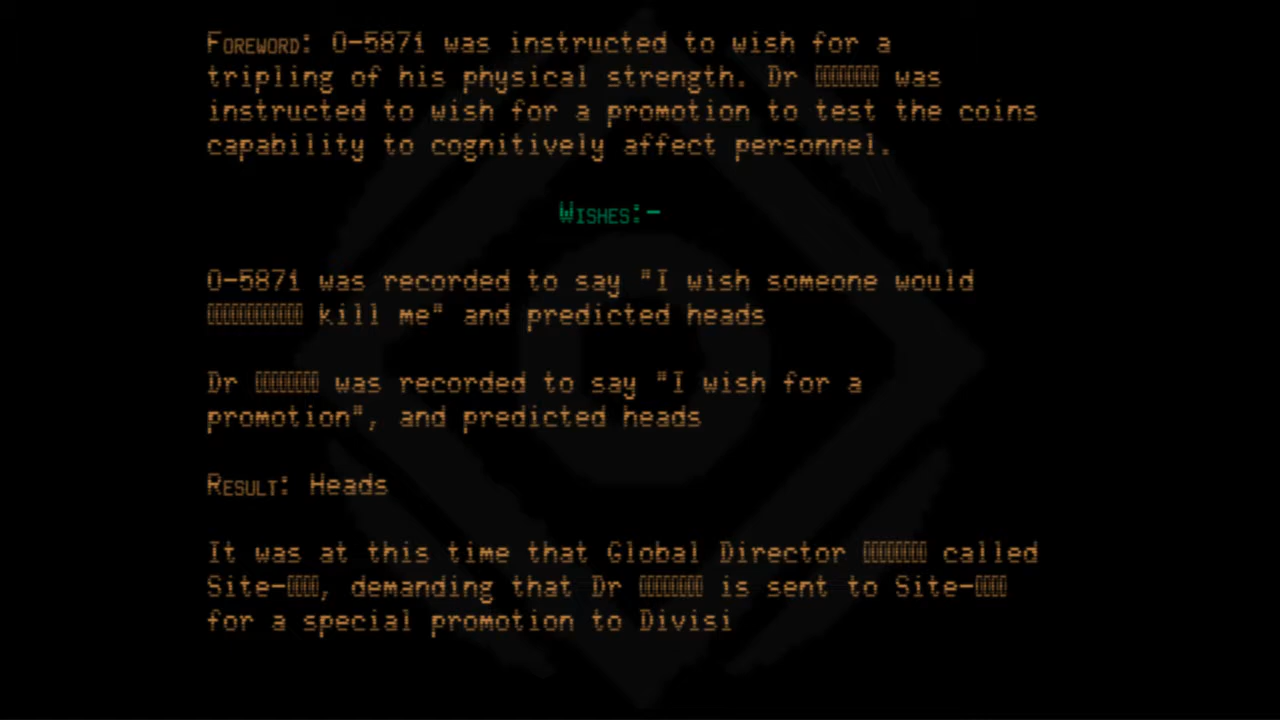 Foreword: O-5871 was instructed to wish for a
tripling of his physical strength. Dr ▯▯▯▯▯▯▯▯ was
instructed to wish for a promotion to test the coins
capability to cognitively affect personnel.
Wishes:-
O-5871 was recorded to say "I wish someone would
▯▯▯▯▯▯▯▯▯▯▯▯ kill me" and predicted heads
Dr ▯▯▯▯▯▯▯▯ was recorded to say "I wish for a
promotion", and predicted heads
Result: Heads
It was at this time that Global Director ▯▯▯▯▯▯▯▯ called
Site-▯▯▯▯, demanding that Dr ▯▯▯▯▯▯▯▯ is sent to Site-▯▯▯▯
for a special promotion to Divisi